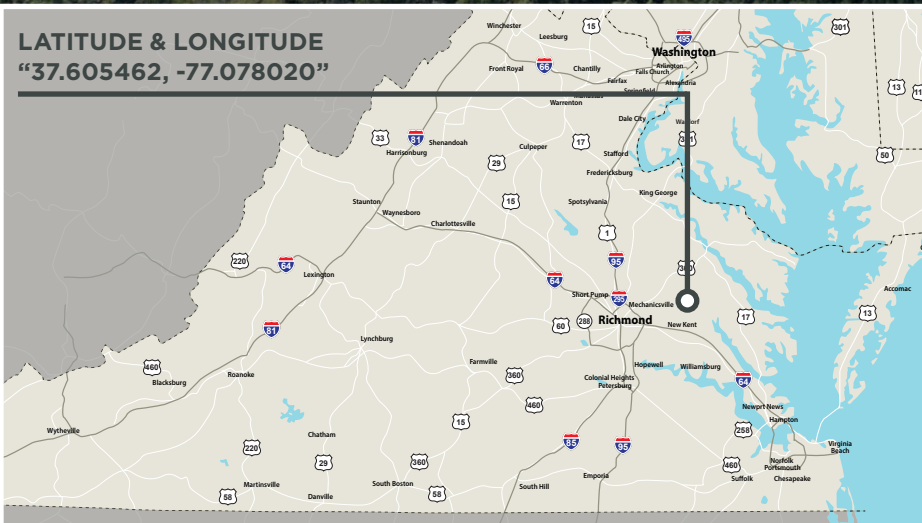 LATITUDE & LONGITUDE
“37.605462, -77.078020”
Winchester
15
Leesburg
301
495
Washington
Arlington
Front Royal
66
Chantilly
Falls Church
Fairfax
Alexandria
Springfield
13
Warrenton
Dale City
Waldorf
33
81
Shenandoah
Harrisonburg
Culpeper
17
Stafford
50
29
Fredericksburg
15
King George
Staunton
Spotsylvania
Waynesboro
Charlottesville
1
220
64
95
Lexington
64
Accomac
Short Pump
295
Mechanicsville
13
60
288
Richmond
New Kent
17
81
Lynchburg
Farmville
Hopewell
Williamsburg
460
Blacksburg
Roanoke
360
Colonial Heights
Petersburg
64
460
Newprt News
Hampton
15
Wytheville
Chatham
258
Virginia
Beach
220
85
95
29
360
460
Norfolk
Portsmouth
Suffolk
Chesapeake
Emporia
Martinsville
South Boston
South Hill
58
Danville
58